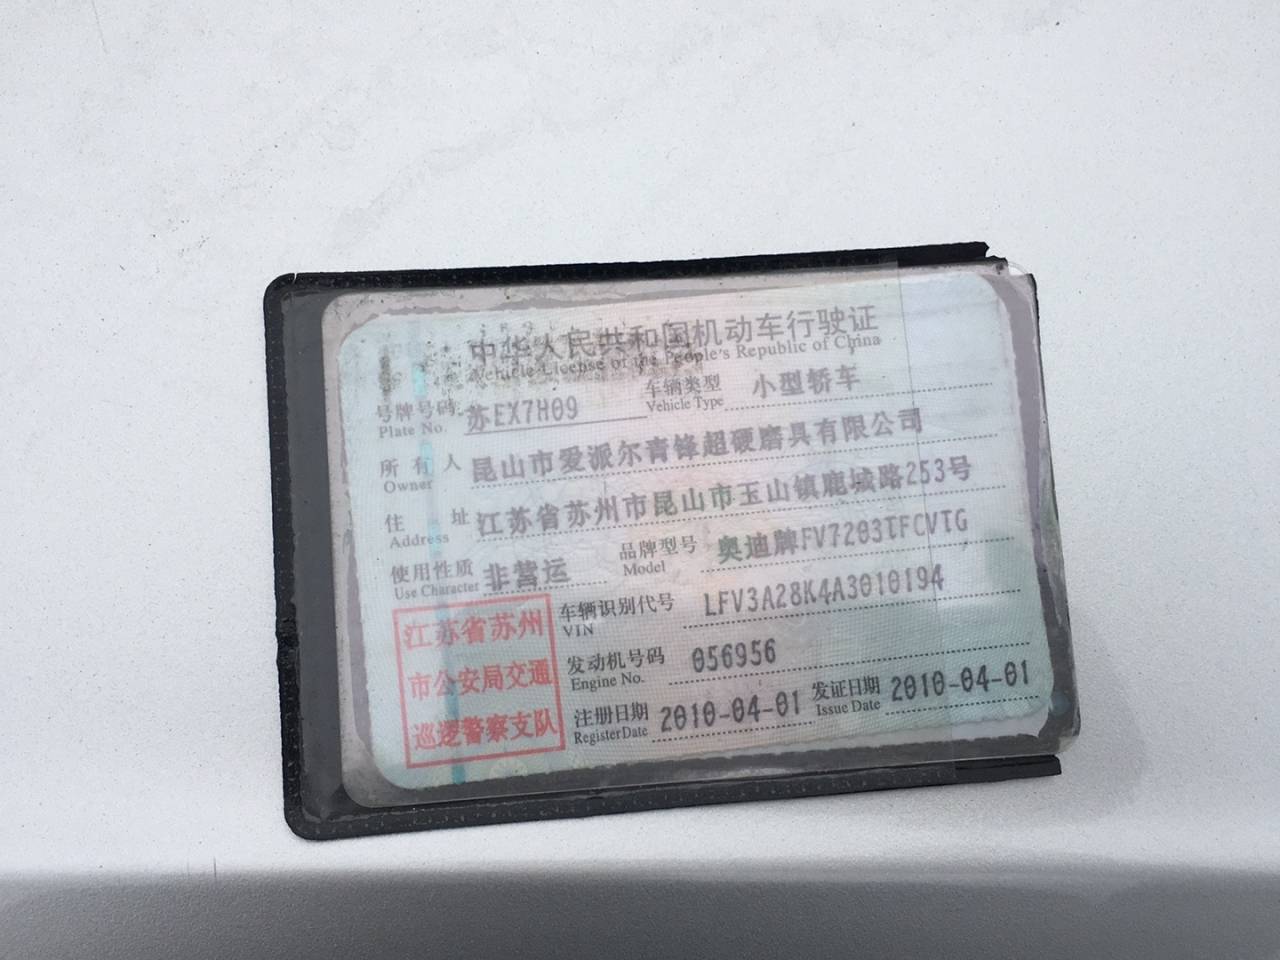 中华人民共和国机动车行驶证
Vehicle License of the People's Republic of China
号牌号码 苏EX7H09 车辆类型 小型轿车
Plate No. Vehicle Type
所有人 昆山市爱派尔青锋超硬磨具有限公司
Owner
住址 江苏省苏州市昆山市玉山镇鹿城路253号
Address
使用性质 非营运 品牌型号 奥迪牌FV7203TFCVTG
Use Character Model
江苏省苏州
市公安局交通
巡逻警察支队
车辆识别代号 LFV3A28K4A3010194
VIN
发动机号码 056956
Engine No.
注册日期 2010-04-01 发证日期 2010-04-01
Register Date Issue Date